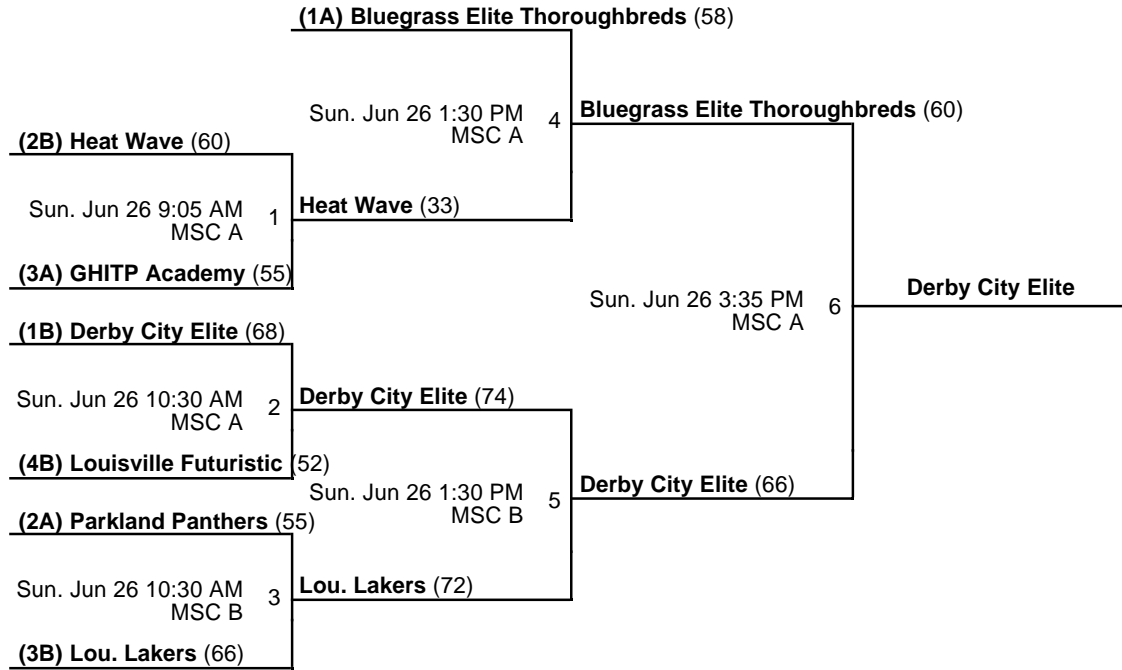 (1A) Bluegrass Elite Thoroughbreds (58)
Sun. Jun 26 1:30 PM
MSC A
4
Bluegrass Elite Thoroughbreds (60)
(2B) Heat Wave (60)
Sun. Jun 26 9:05 AM
MSC A
1
Heat Wave (33)
(3A) GHITP Academy (55)
Sun. Jun 26 3:35 PM
MSC A
6
Derby City Elite
(1B) Derby City Elite (68)
Sun. Jun 26 10:30 AM
MSC A
2
Derby City Elite (74)
(4B) Louisville Futuristic (52)
Sun. Jun 26 1:30 PM
MSC B
5
Derby City Elite (66)
(2A) Parkland Panthers (55)
Sun. Jun 26 10:30 AM
MSC B
3
Lou. Lakers (72)
(3B) Lou. Lakers (66)